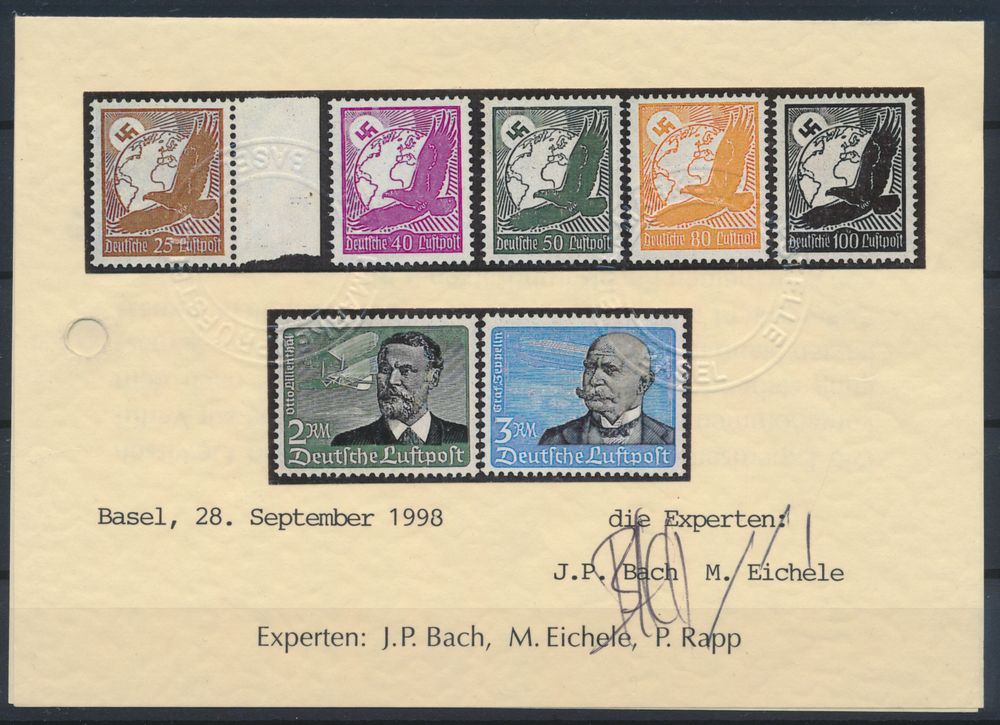 25 Deutsche Luftpost
40 Deutsche Luftpost
50 Deutsche Luftpost
80 Deutsche Luftpost
100 Deutsche Luftpost
Otto Lilienthal
2 RM
Deutsche Luftpost
Graf Zeppelin
3 RM
Deutsche Luftpost
Basel, 28. September 1998
die Experten:
J.P. Bach M. Eichele
Experten: J.P. Bach, M. Eichele, P. Rapp
BASEL